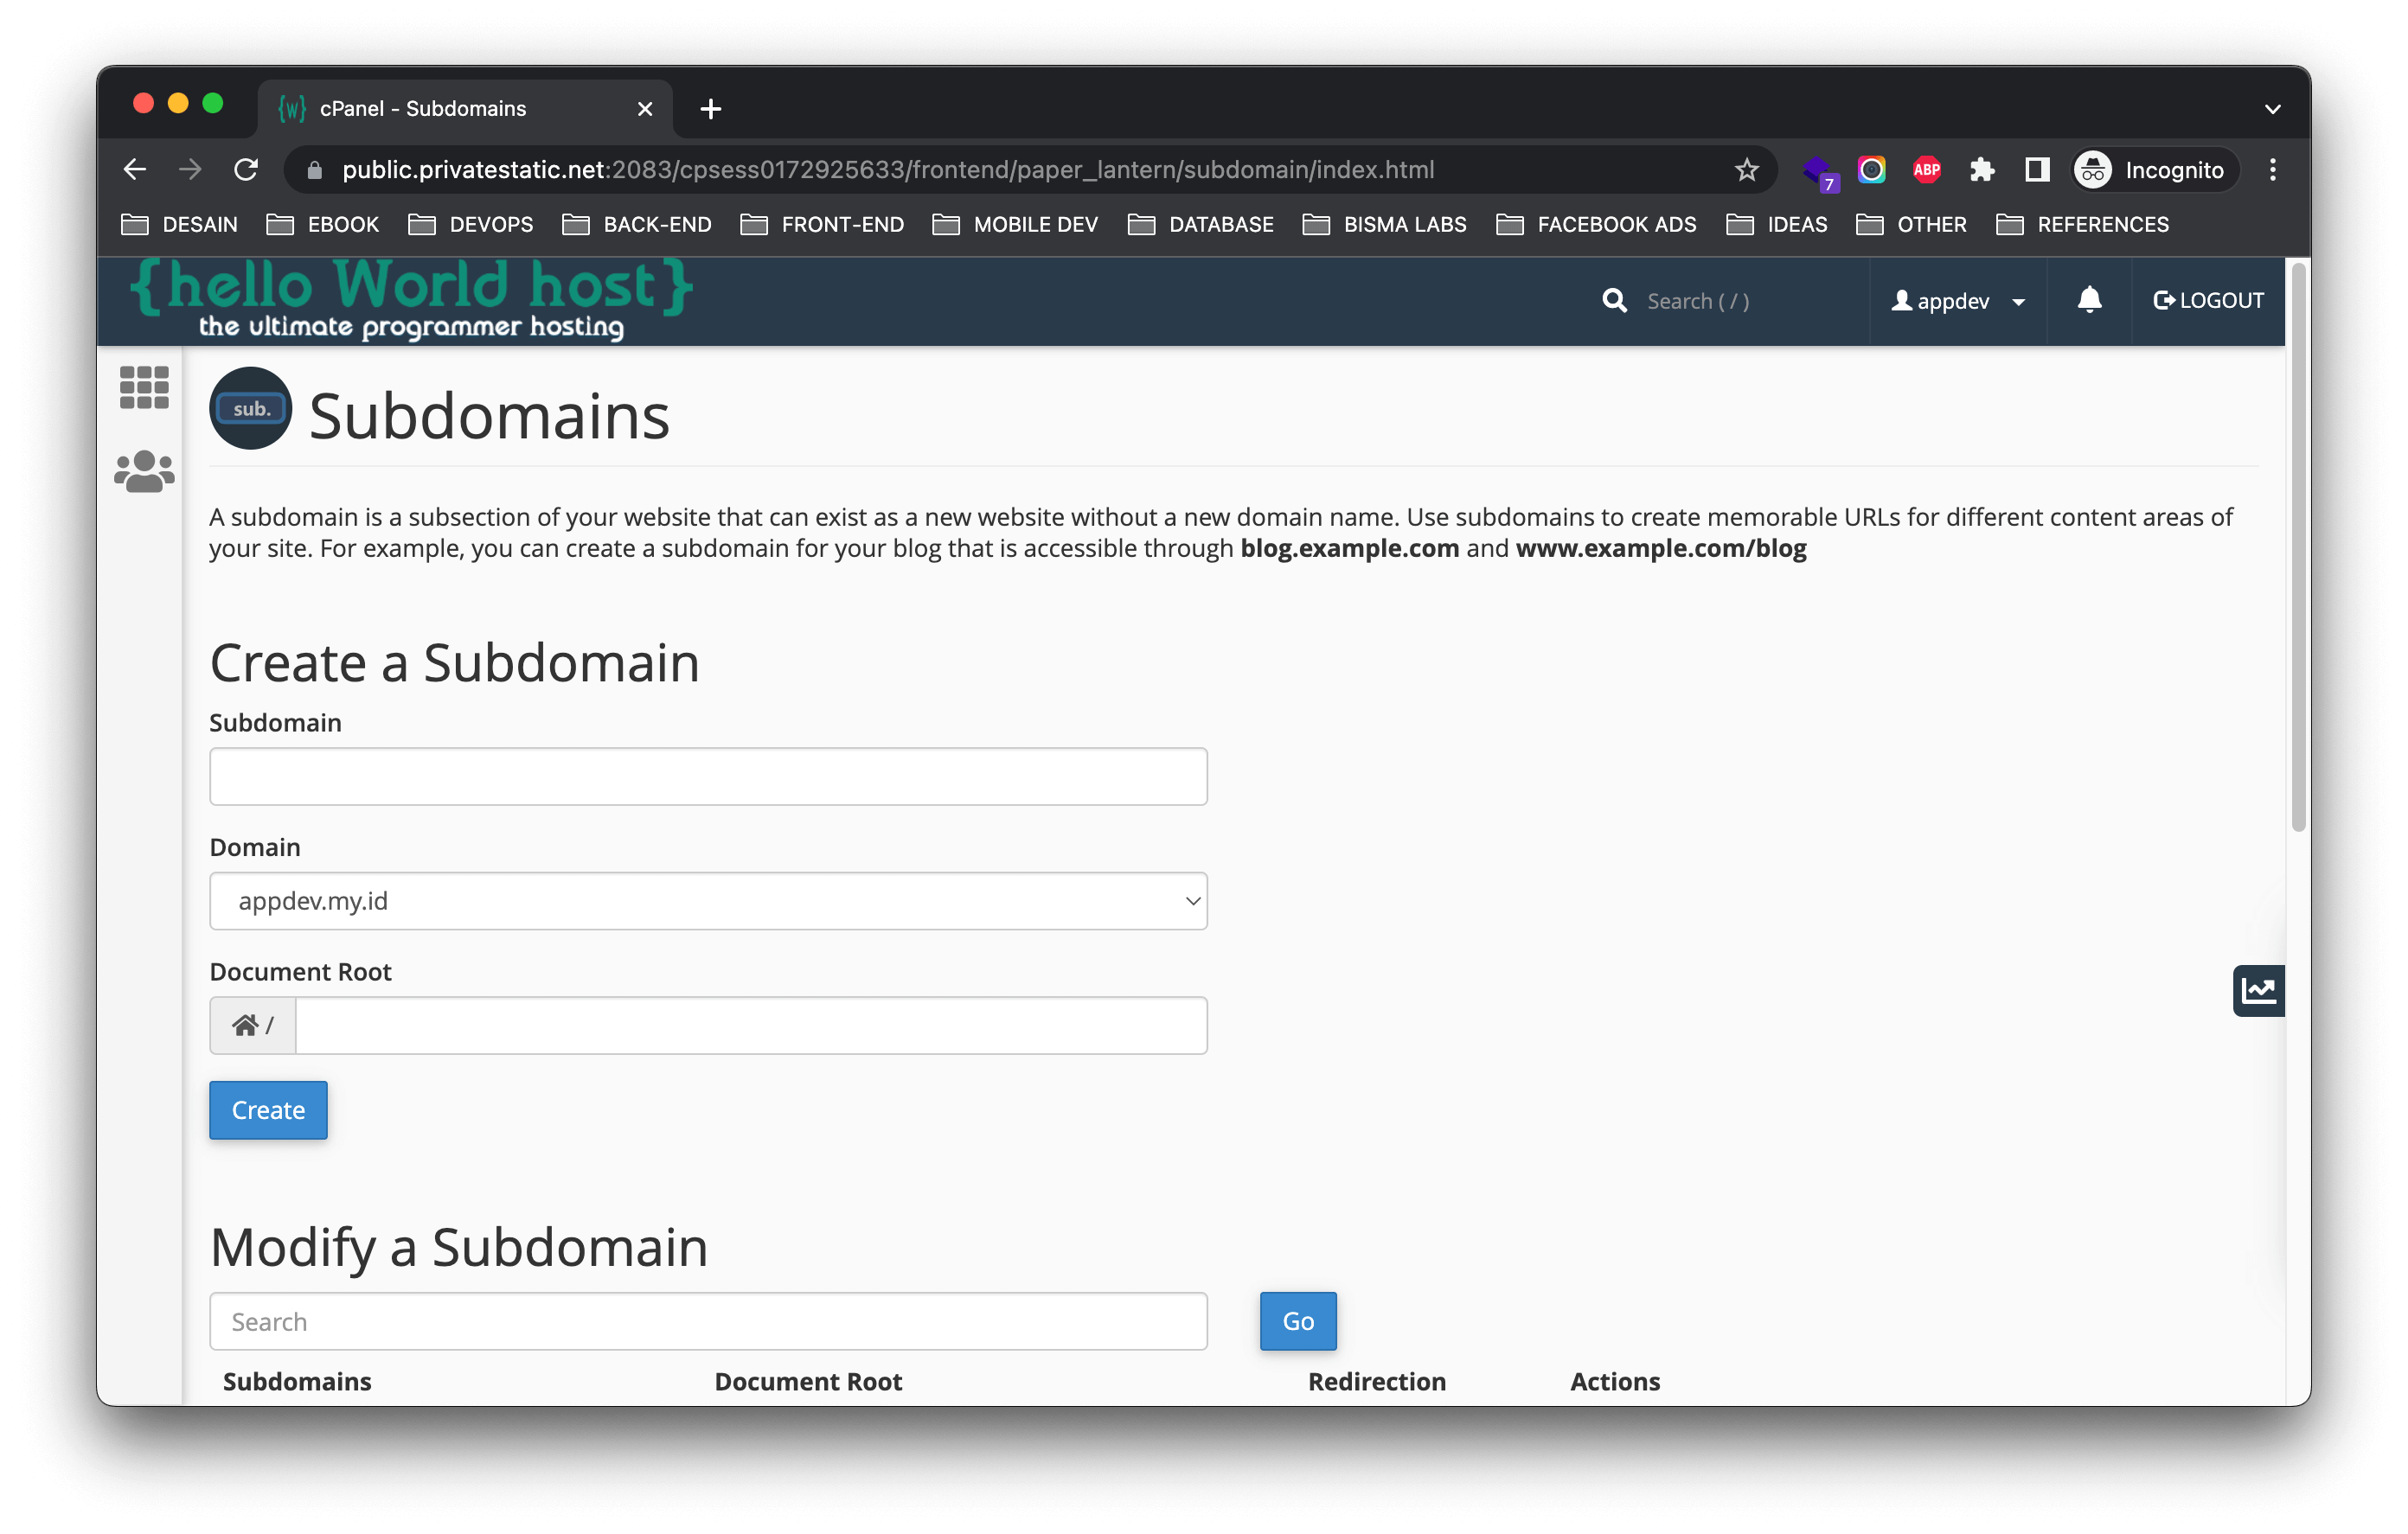 {W} cPanel - Subdomains
public.privatestatic.net:2083/cpsess0172925633/frontend/paper_lantern/subdomain/index.html 7 ABP Incognito
DESAIN EBOOK DEVOPS BACK-END FRONT-END MOBILE DEV DATABASE BISMA LABS FACEBOOK ADS IDEAS OTHER REFERENCES
{hello World host}
the ultimate programmer hosting
Search ( / ) appdev LOGOUT
sub. Subdomains
A subdomain is a subsection of your website that can exist as a new website without a new domain name. Use subdomains to create memorable URLs for different content areas of
your site. For example, you can create a subdomain for your blog that is accessible through blog.example.com and www.example.com/blog
Create a Subdomain
Subdomain
Domain
appdev.my.id
Document Root
/
Create
Modify a Subdomain
Search Go
Subdomains Document Root Redirection Actions